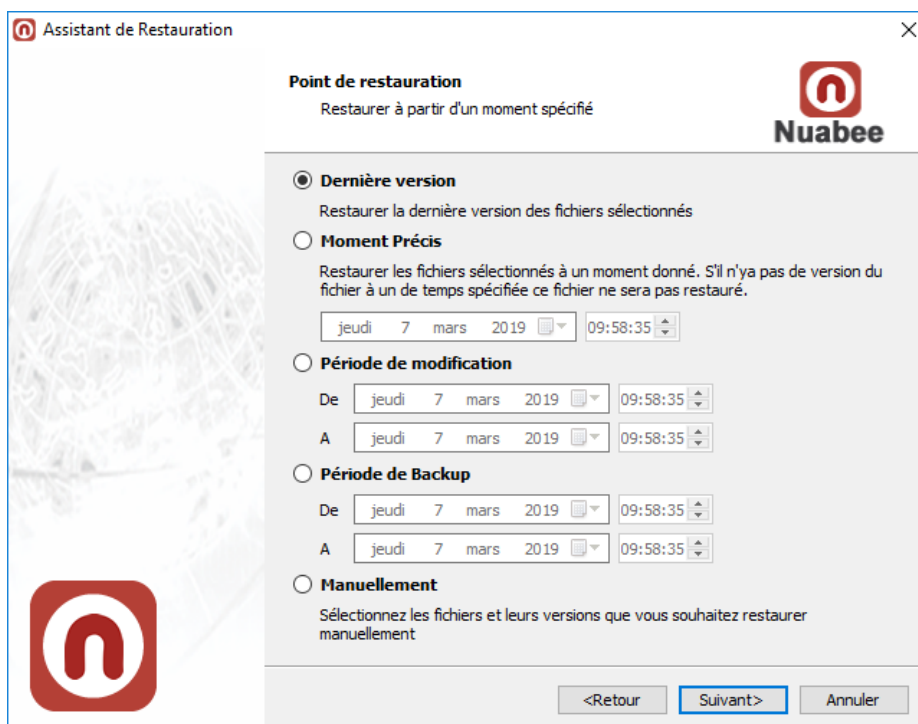 Assistant de Restauration
Point de restauration
Restaurer à partir d'un moment spécifié
Nuabee
Dernière version
Restaurer la dernière version des fichiers sélectionnés
Moment Précis
Restaurer les fichiers sélectionnés à un moment donné. S'il n'ya pas de version du
fichier à un de temps spécifiée ce fichier ne sera pas restauré.
jeudi 7 mars 2019 09:58:35
Période de modification
De jeudi 7 mars 2019 09:58:35
A jeudi 7 mars 2019 09:58:35
Période de Backup
De jeudi 7 mars 2019 09:58:35
A jeudi 7 mars 2019 09:58:35
Manuellement
Sélectionnez les fichiers et leurs versions que vous souhaitez restaurer
manuellement
<Retour Suivant> Annuler